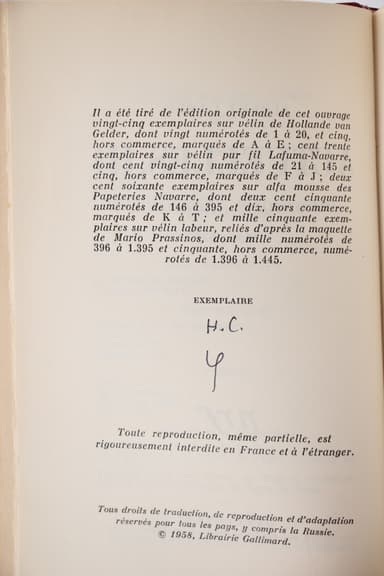 Il a été tiré de l'édition originale de cet ouvrage
vingt-cinq exemplaires sur vélin de Hollande van
Gelder, dont vingt numérotés de 1 à 20, et cinq,
hors commerce, marqués de A à E ; cent trente
exemplaires sur vélin pur fil Lafuma-Navarre,
dont cent vingt-cinq numérotés de 21 à 145 et
cinq, hors commerce, marqués de F à J ; deux
cent soixante exemplaires sur alfa mousse des
Papeteries Navarre, dont deux cent cinquante
numérotés de 146 à 395 et dix, hors commerce,
marqués de K à T ; et mille cinquante exem-
plaires sur vélin labeur, reliés d'après la maquette
de Mario Prassinos, dont mille numérotés de
396 à 1.395 et cinquante, hors commerce, numé-
rotés de 1.396 à 1.445.
EXEMPLAIRE
H.C.
Toute reproduction, même partielle, est
rigoureusement interdite en France et à l'étranger.
Tous droits de traduction, de reproduction et d'adaptation
réservés pour tous les pays, y compris la Russie.
© 1958, Librairie Gallimard.